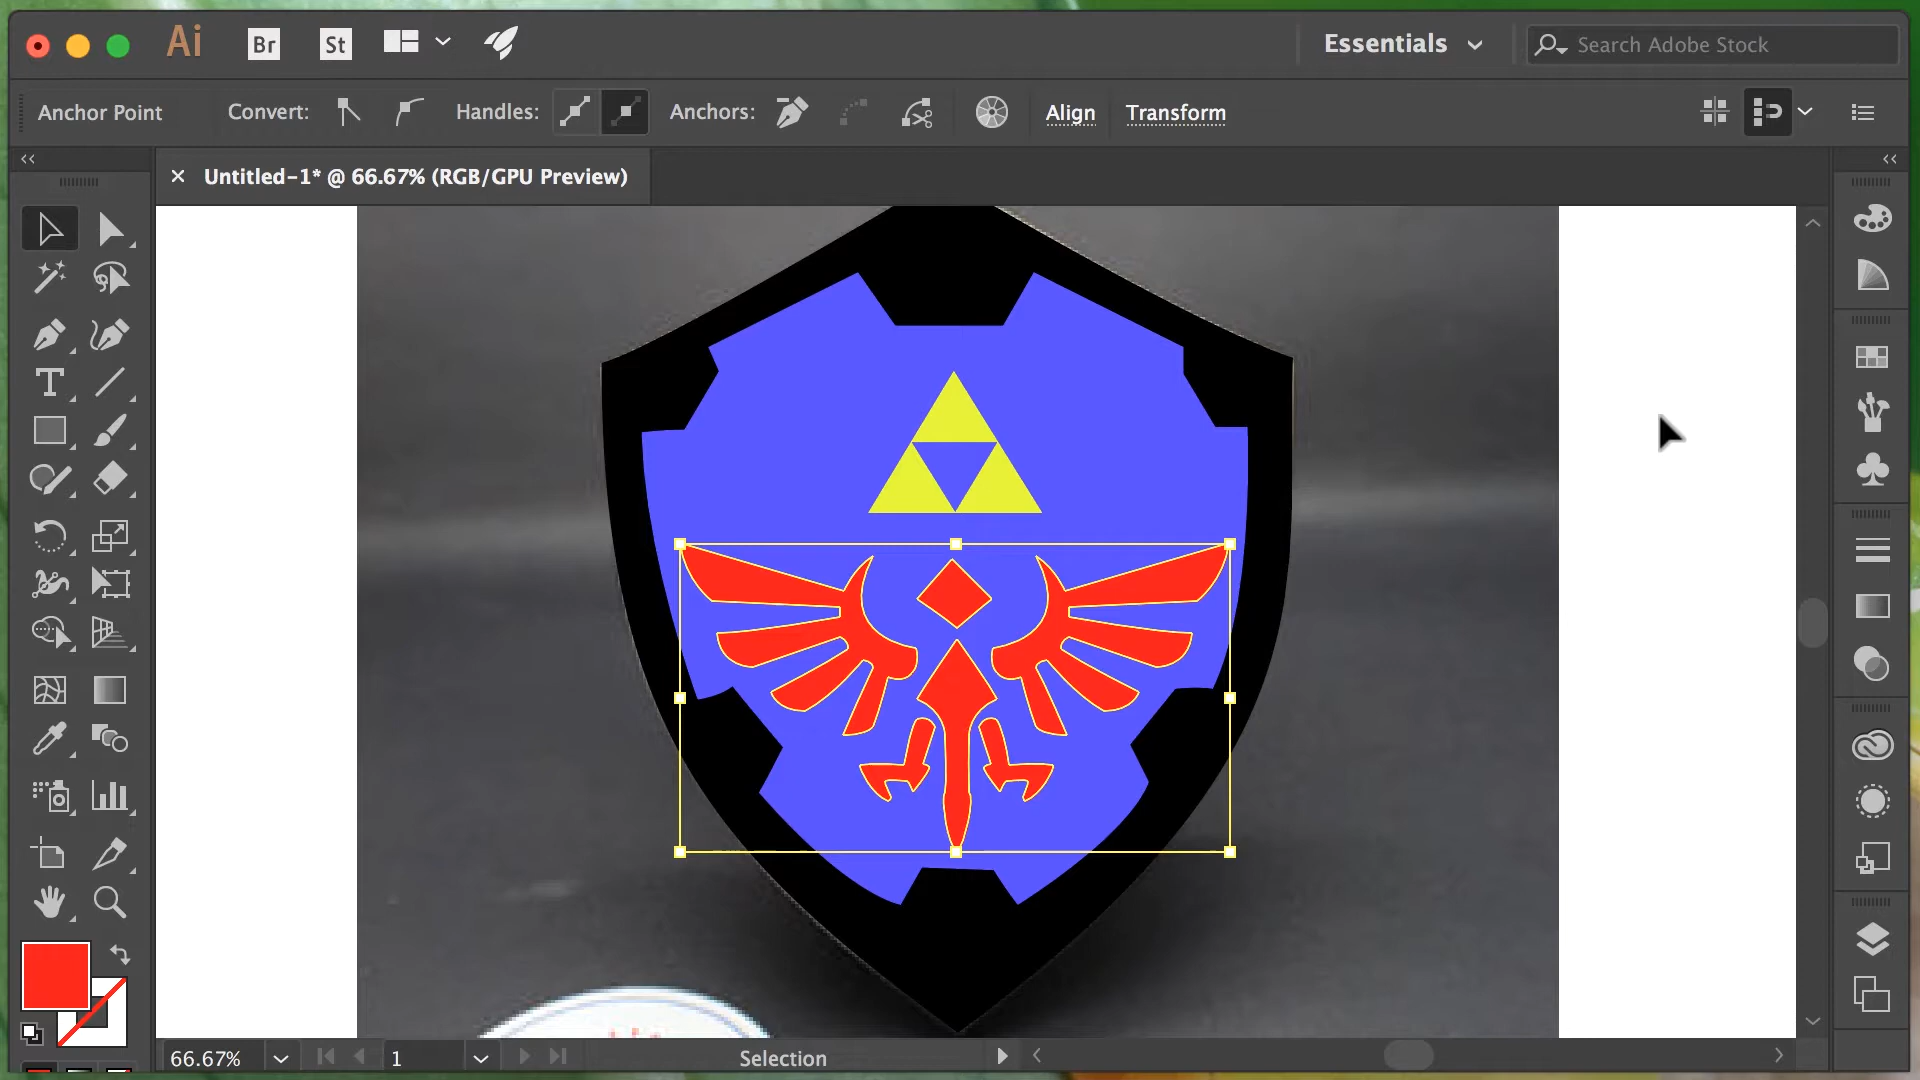 Ai Br St Essentials Search Adobe Stock
Anchor Point Convert: Handles: Anchors: Align Transform
Untitled-1* @ 66.67% (RGB/GPU Preview)
66.67% 1 Selection